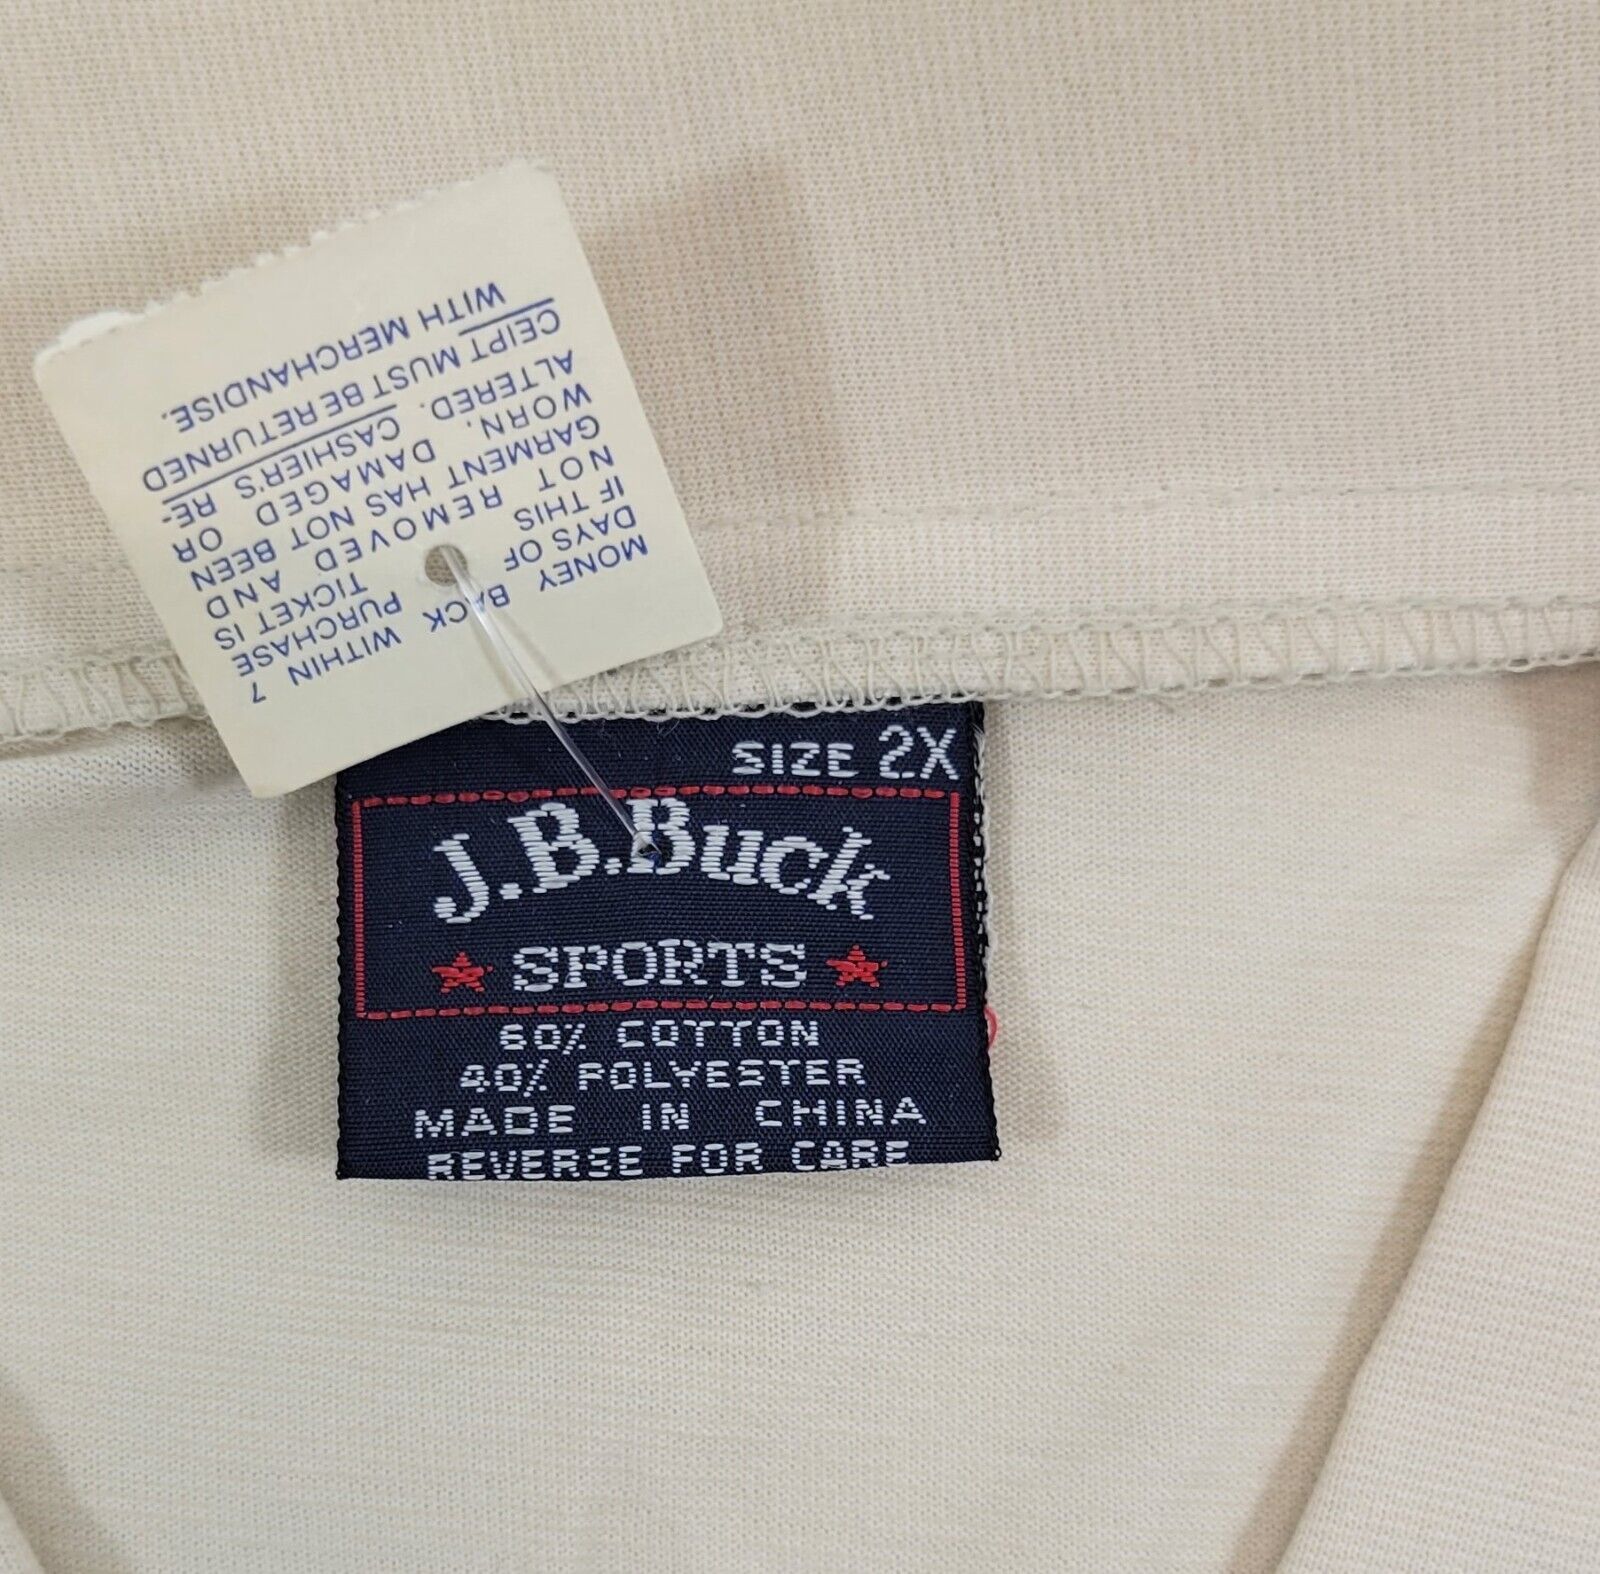 MONEY BACK WITHIN 7
DAYS OF PURCHASE
IF THIS TICKET IS
NOT REMOVED AND
GARMENT HAS NOT BEEN
WORN, DAMAGED OR
ALTERED. CASHIER'S RE-
CEIPT MUST BE RETURNED
WITH MERCHANDISE.
SIZE 2X
J.B.Buck
SPORTS
60% COTTON
40% POLYESTER
MADE IN CHINA
REVERSE FOR CARE